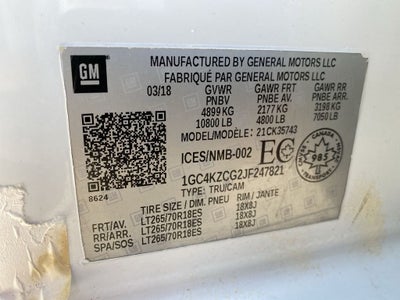 GM
MANUFACTURED BY GENERAL MOTORS LLC
FABRIQUÉ PAR GENERAL MOTORS LLC
03/18 GVWR GAWR FRT GAWR RR
PNBV PNBE AV. PNBE ARR.
4899 KG 2177 KG 3198 KG
10800 LB 4800 LB 7050 LB
MODEL/MODÈLE: 21CK35743
ICES/NMB-002 EC
CANADA
985
TRANSPORT
1GC4KZCG2JF247821
8624
TYPE: TRU/CAM
TIRE SIZE / DIM. PNEU RIM / JANTE
FRT/AV. LT265/70R18ES 18X8J
RR/ARR. LT265/70R18ES 18X8J
SPA/SOS LT265/70R18ES 18X8J